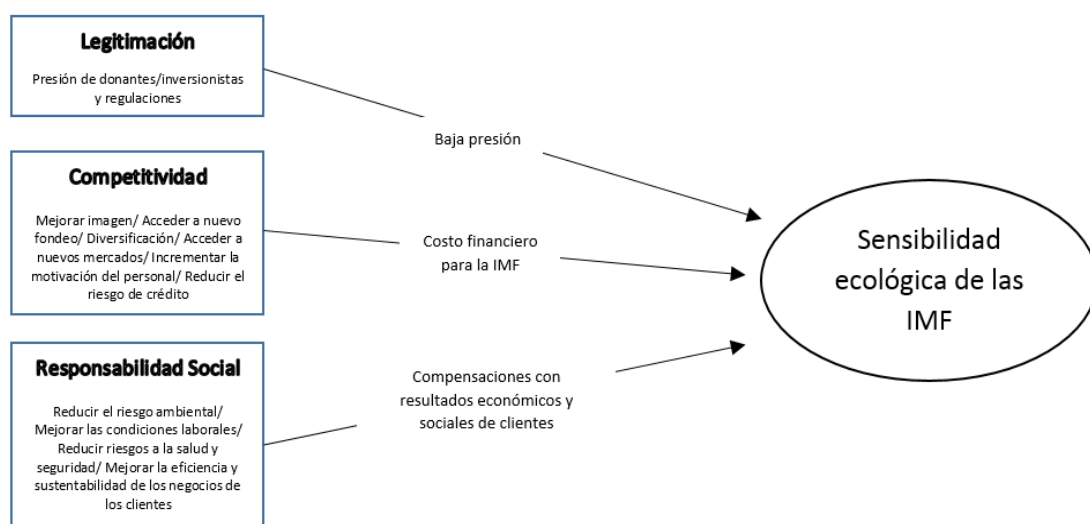 Legitimación
Presión de donantes/inversionistas
y regulaciones
Baja presión
Competitividad
Mejorar imagen/ Acceder a nuevo
fondeo/ Diversificación/ Acceder a
nuevos mercados/ Incrementar la
motivación del personal/ Reducir el
riesgo de crédito
Costo financiero
para la IMF
Responsabilidad Social
Reducir el riesgo ambiental/
Mejorar las condiciones laborales/
Reducir riesgos a la salud y
seguridad/ Mejorar la eficiencia y
sustentabilidad de los negocios de
los clientes
Compensaciones con
resultados económicos y
sociales de clientes
Sensibilidad
ecológica de las
IMF